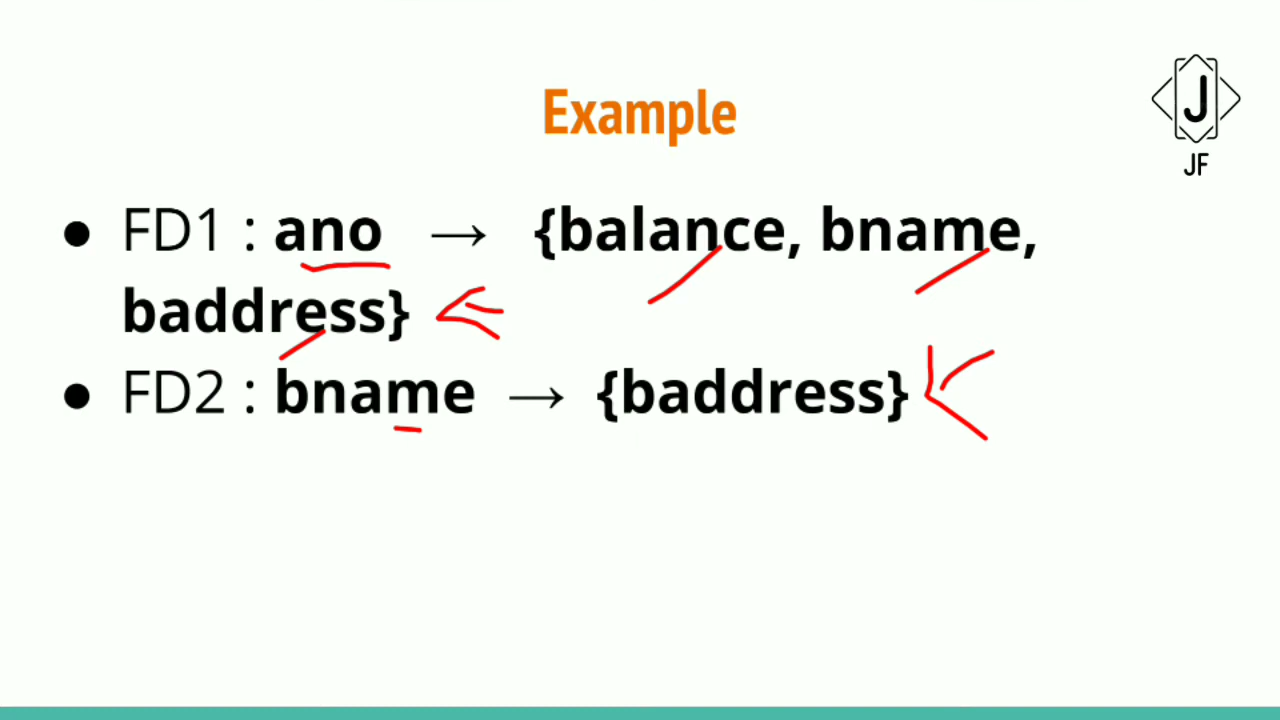 Example
J
JF
● FD1 : ano → {balance, bname,
baddress}
● FD2 : bname → {baddress}